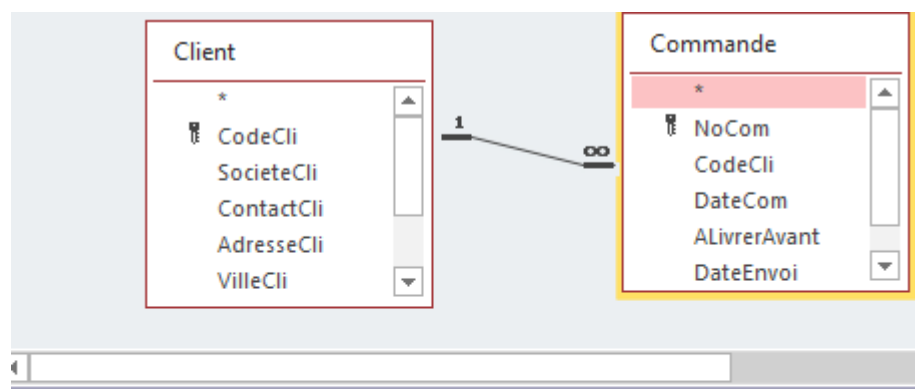 Client
*
CodeCli
SocieteCli
ContactCli
AdresseCli
VilleCli
1
∞
Commande
*
NoCom
CodeCli
DateCom
ALivrerAvant
DateEnvoi